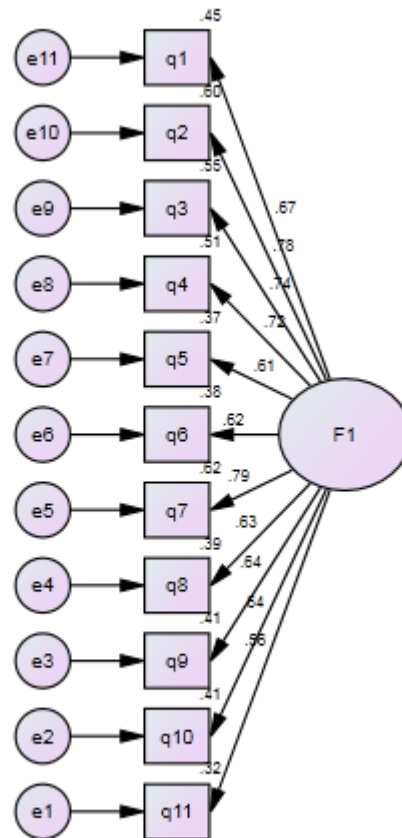 .45
e11 q1
.60
e10 q2
.55
e9 q3 .67
.51 .78
e8 q4 .74
.37 .72
e7 q5 .61
.38
e6 q6 .62 F1
.62 .79
e5 q7 .63
.39 .64
e4 q8 .54
.41
e3 q9
.41
e2 q10
.32
e1 q11